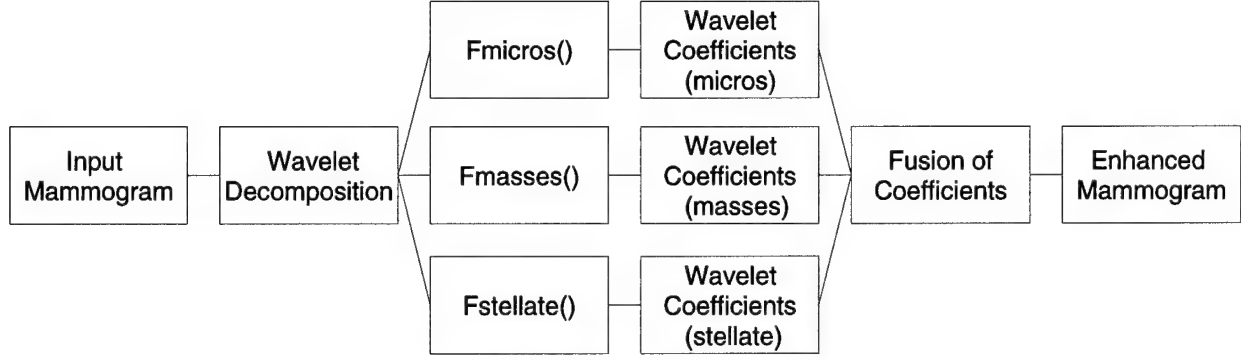 Input
Mammogram
Wavelet
Decomposition
Fmicros()
Wavelet
Coefficients
(micros)
Fmasses()
Wavelet
Coefficients
(masses)
Fstellate()
Wavelet
Coefficients
(stellate)
Fusion of
Coefficients
Enhanced
Mammogram